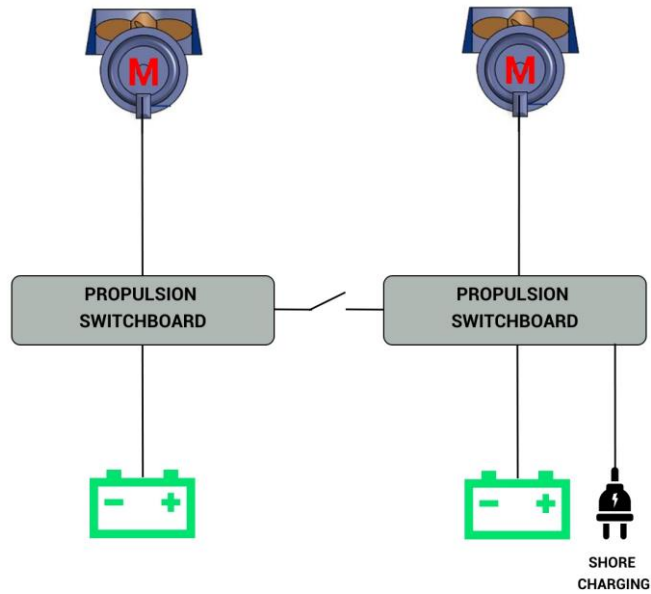 M
M
PROPULSION
SWITCHBOARD
PROPULSION
SWITCHBOARD
SHORE
CHARGING